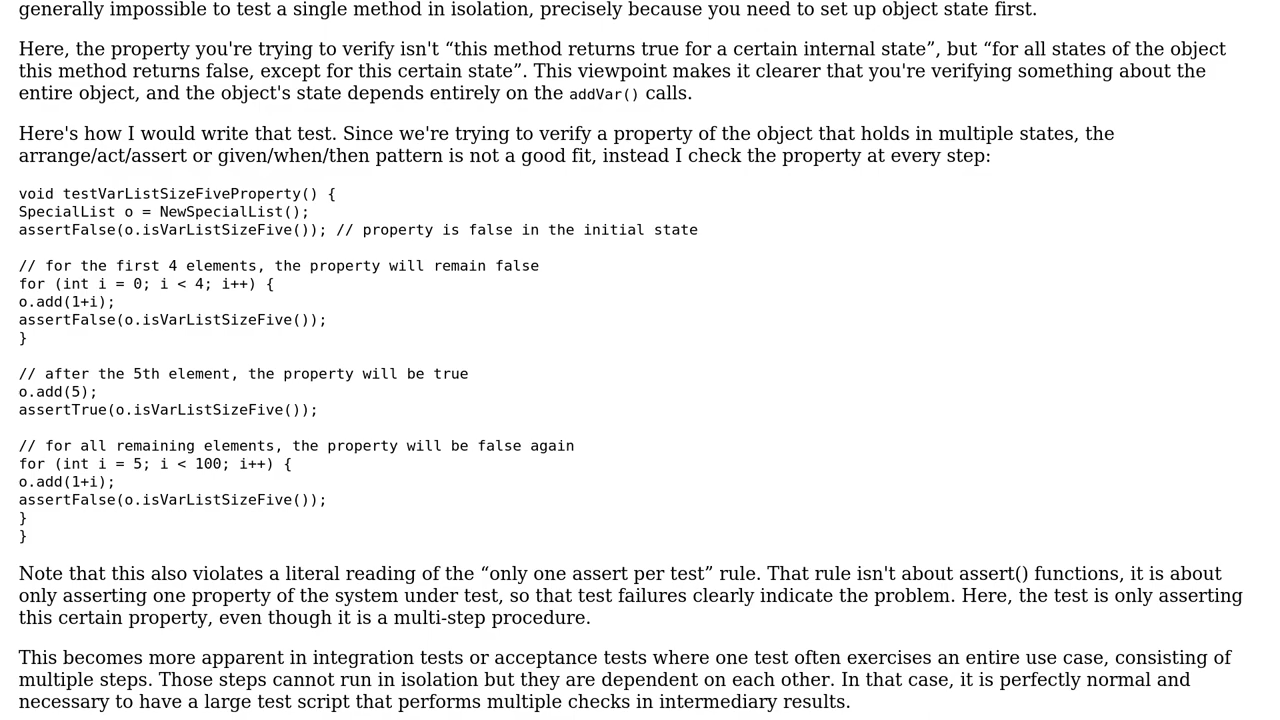 generally impossible to test a single method in isolation, precisely because you need to set up object state first.
Here, the property you're trying to verify isn't “this method returns true for a certain internal state”, but “for all states of the object
this method returns false, except for this certain state”. This viewpoint makes it clearer that you're verifying something about the
entire object, and the object's state depends entirely on the addVar() calls.
Here's how I would write that test. Since we're trying to verify a property of the object that holds in multiple states, the
arrange/act/assert or given/when/then pattern is not a good fit, instead I check the property at every step:
void testVarListSizeFiveProperty() {
SpecialList o = NewSpecialList();
assertFalse(o.isVarListSizeFive()); // property is false in the initial state
// for the first 4 elements, the property will remain false
for (int i = 0; i < 4; i++) {
o.add(1+i);
assertFalse(o.isVarListSizeFive());
}
// after the 5th element, the property will be true
o.add(5);
assertTrue(o.isVarListSizeFive());
// for all remaining elements, the property will be false again
for (int i = 5; i < 100; i++) {
o.add(1+i);
assertFalse(o.isVarListSizeFive());
}
}
Note that this also violates a literal reading of the “only one assert per test” rule. That rule isn't about assert() functions, it is about
only asserting one property of the system under test, so that test failures clearly indicate the problem. Here, the test is only asserting
this certain property, even though it is a multi-step procedure.
This becomes more apparent in integration tests or acceptance tests where one test often exercises an entire use case, consisting of
multiple steps. Those steps cannot run in isolation but they are dependent on each other. In that case, it is perfectly normal and
necessary to have a large test script that performs multiple checks in intermediary results.